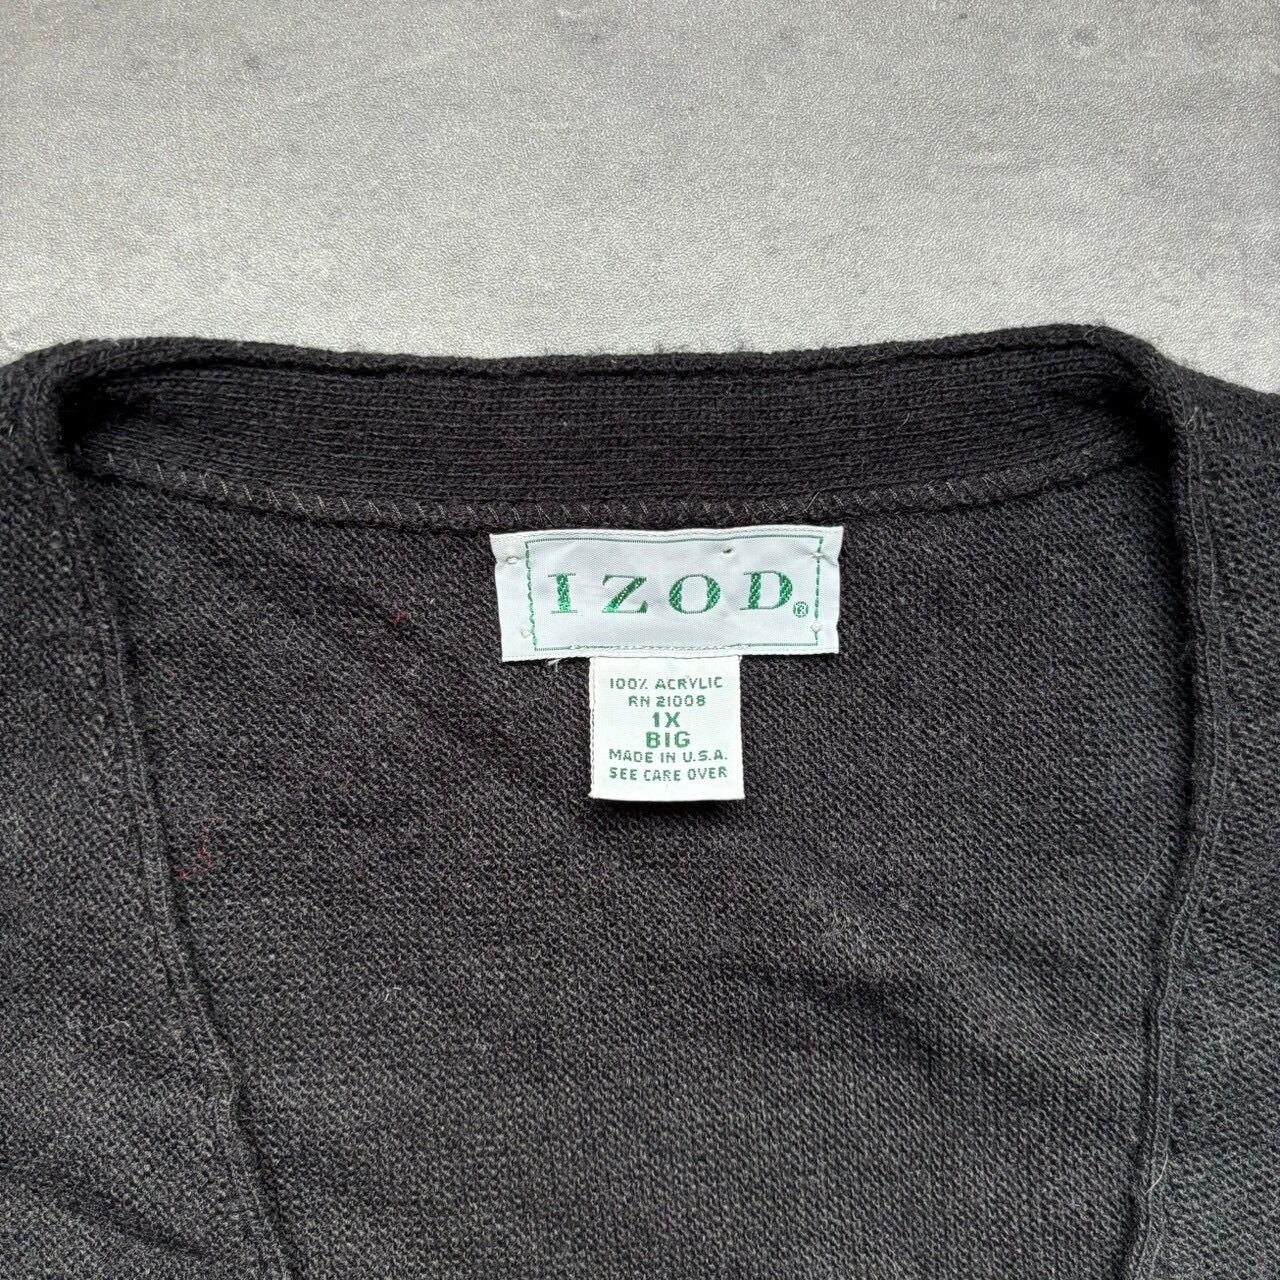 IZOD®
100% ACRYLIC
RN 21008
1X
BIG
MADE IN U.S.A.
SEE CARE OVER